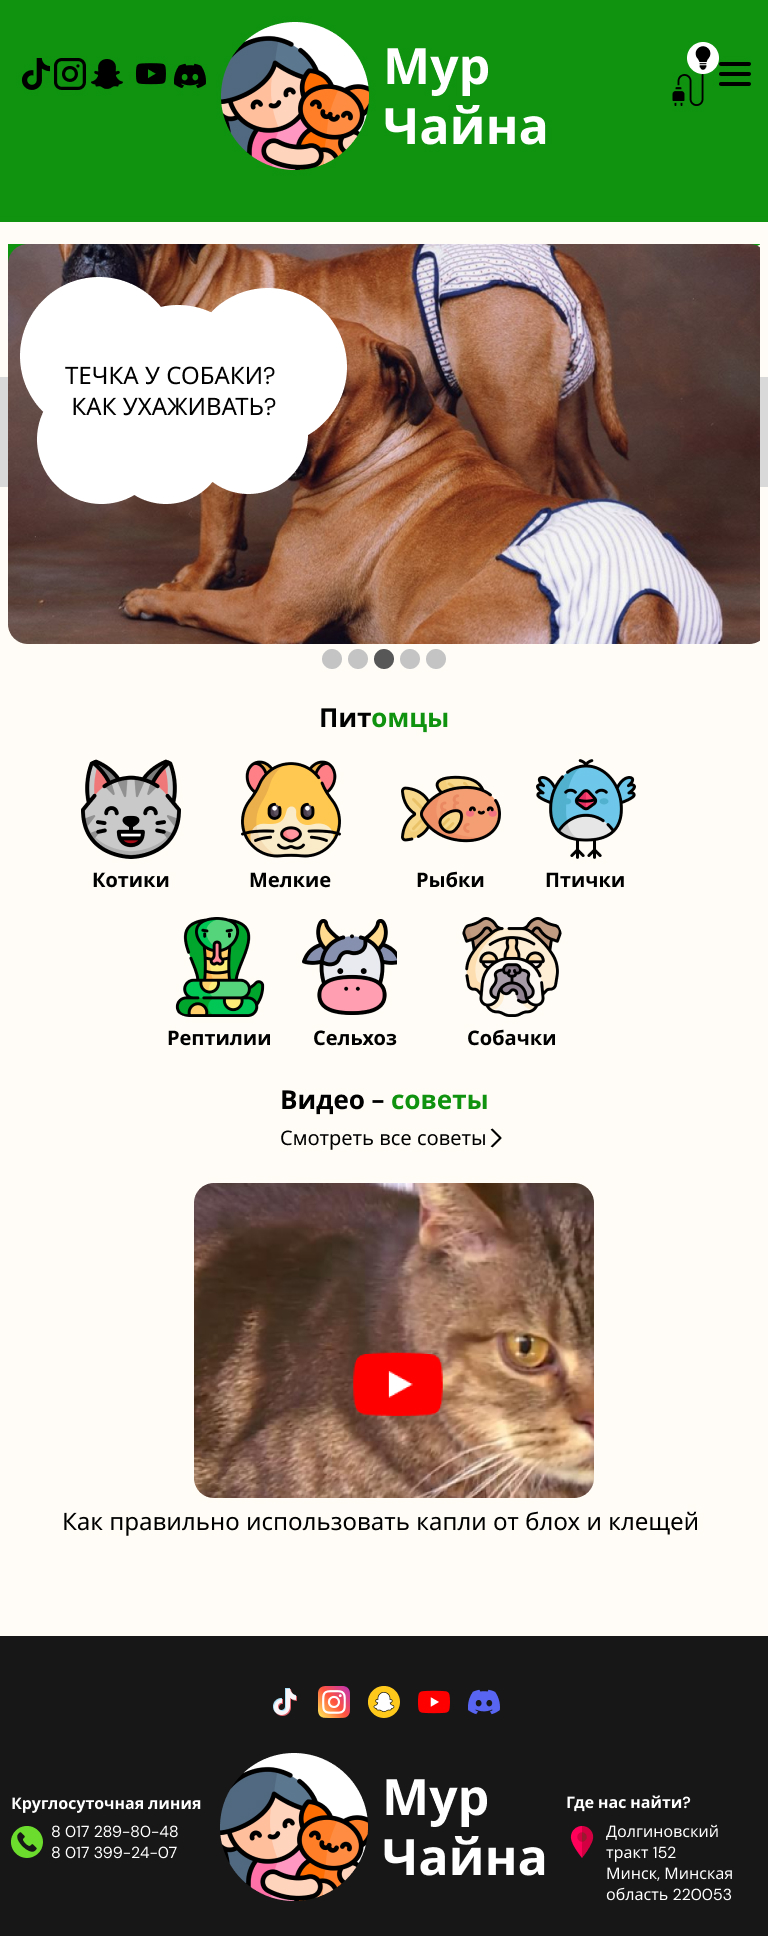 Мур
Чайна
ТЕЧКА У СОБАКИ?
КАК УХАЖИВАТЬ?
Питомцы
Котики
Мелкие
Рыбки
Птички
Рептилии
Сельхоз
Собачки
Видео – советы
Смотреть все советы
Как правильно использовать капли от блох и клещей
Круглосуточная линия
8 017 289-80-48
8 017 399-24-07
Мур
Чайна
Где нас найти?
Долгиновский
тракт 152
Минск, Минская
область 220053